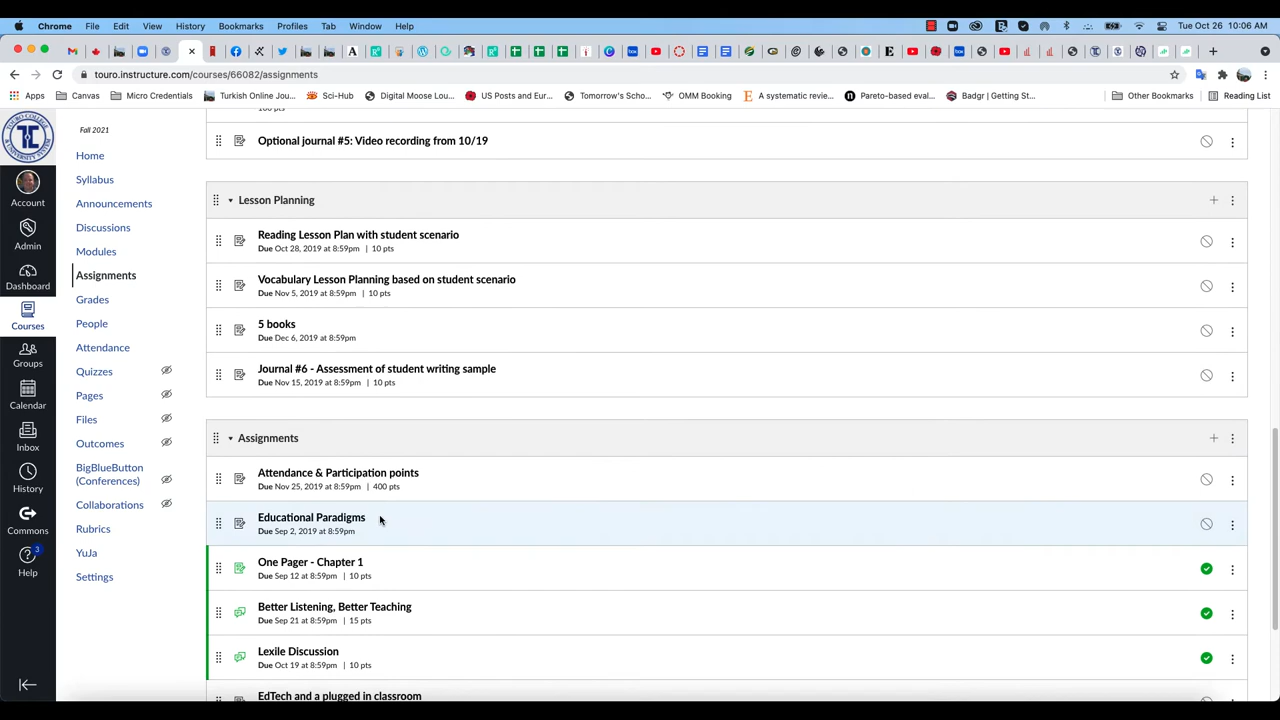 Chrome File Edit View History Bookmarks Profiles Tab Window Help Tue Oct 26 10:06 AM
touro.instructure.com/courses/66082/assignments
Apps Canvas Micro Credentials Turkish Online Jou... Sci-Hub Digital Moose Lou... US Posts and Eur... Tomorrow's Scho... OMM Booking A systematic revie... Pareto-based eval... Badgr | Getting St... Other Bookmarks Reading List
TOURO COLLEGE & UNIVERSITY SYSTEM
Account
Admin
Dashboard
Courses
Groups
Calendar
Inbox
History
Commons
3
Help
Fall 2021
Home
Syllabus
Announcements
Discussions
Modules
Assignments
Grades
People
Attendance
Quizzes
Pages
Files
Outcomes
BigBlueButton
(Conferences)
Collaborations
Rubrics
YuJa
Settings
100 pts
Optional journal #5: Video recording from 10/19
Lesson Planning
Reading Lesson Plan with student scenario
Due Oct 28, 2019 at 8:59pm | 10 pts
Vocabulary Lesson Planning based on student scenario
Due Nov 5, 2019 at 8:59pm | 10 pts
5 books
Due Dec 6, 2019 at 8:59pm
Journal #6 - Assessment of student writing sample
Due Nov 15, 2019 at 8:59pm | 10 pts
Assignments
Attendance & Participation points
Due Nov 25, 2019 at 8:59pm | 400 pts
Educational Paradigms
Due Sep 2, 2019 at 8:59pm
One Pager - Chapter 1
Due Sep 12 at 8:59pm | 10 pts
Better Listening, Better Teaching
Due Sep 21 at 8:59pm | 15 pts
Lexile Discussion
Due Oct 19 at 8:59pm | 10 pts
EdTech and a plugged in classroom